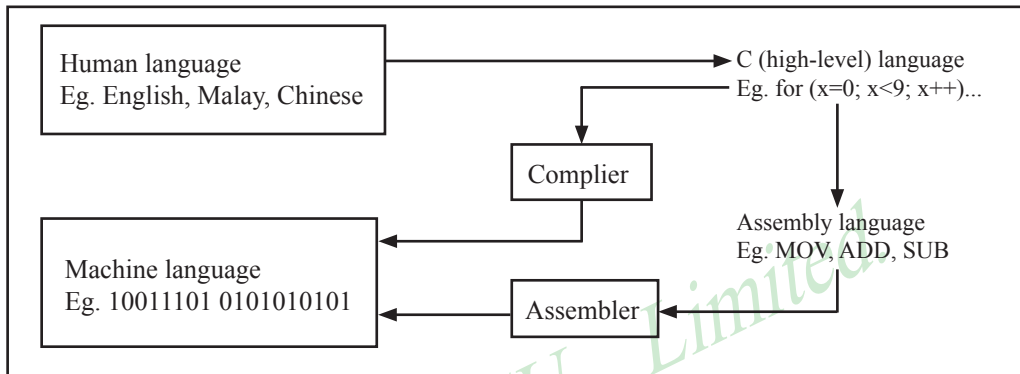 Human language
Eg. English, Malay, Chinese
C (high-level) language
Eg. for (x=0; x<9; x++)...
Complier
Assembly language
Eg. MOV, ADD, SUB
Machine language
Eg. 10011101 0101010101
Assembler
Limited.